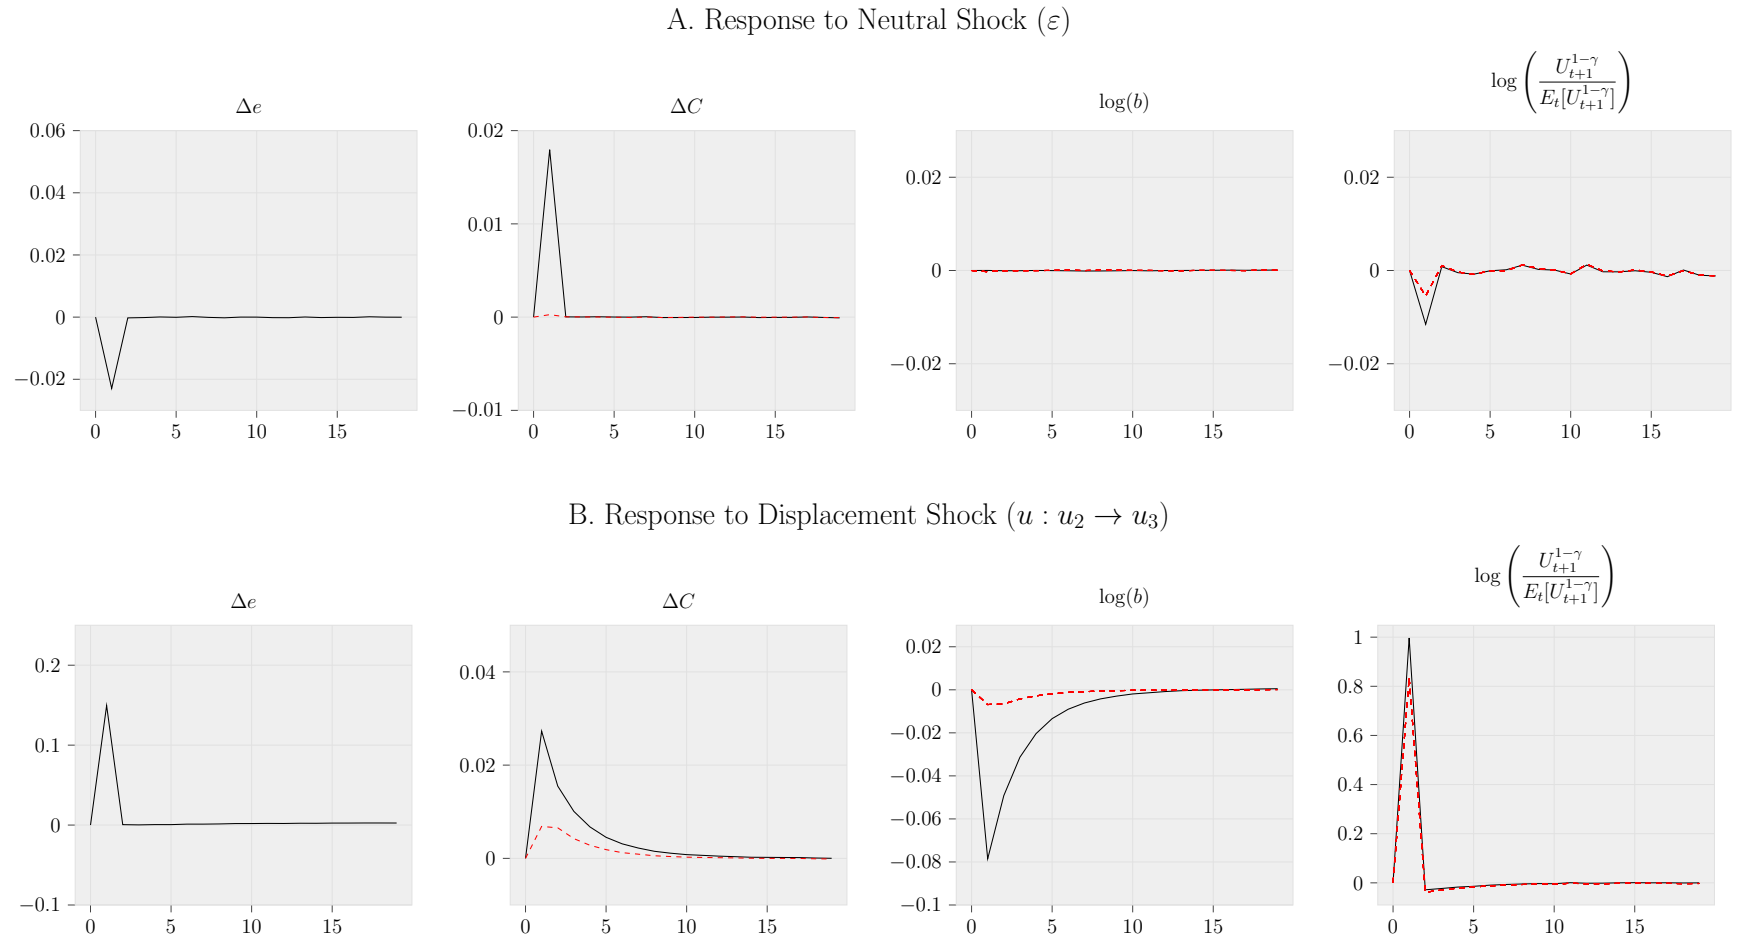 A. Response to Neutral Shock (ε)
Δe
ΔC
log(b)
log(U_{t+1}^{1−γ} / E_t[U_{t+1}^{1−γ}])
0.06
0.04
0.02
0
−0.02
0 5 10 15
0.02
0.01
0
−0.01
0 5 10 15
0.02
0
−0.02
0 5 10 15
0.02
0
−0.02
0 5 10 15
B. Response to Displacement Shock (u : u₂ → u₃)
Δe
ΔC
log(b)
log(U_{t+1}^{1−γ} / E_t[U_{t+1}^{1−γ}])
0.2
0.1
0
−0.1
0 5 10 15
0.04
0.02
0
0 5 10 15
0.02
0
−0.02
−0.04
−0.06
−0.08
−0.1
0 5 10 15
1
0.8
0.6
0.4
0.2
0
0 5 10 15